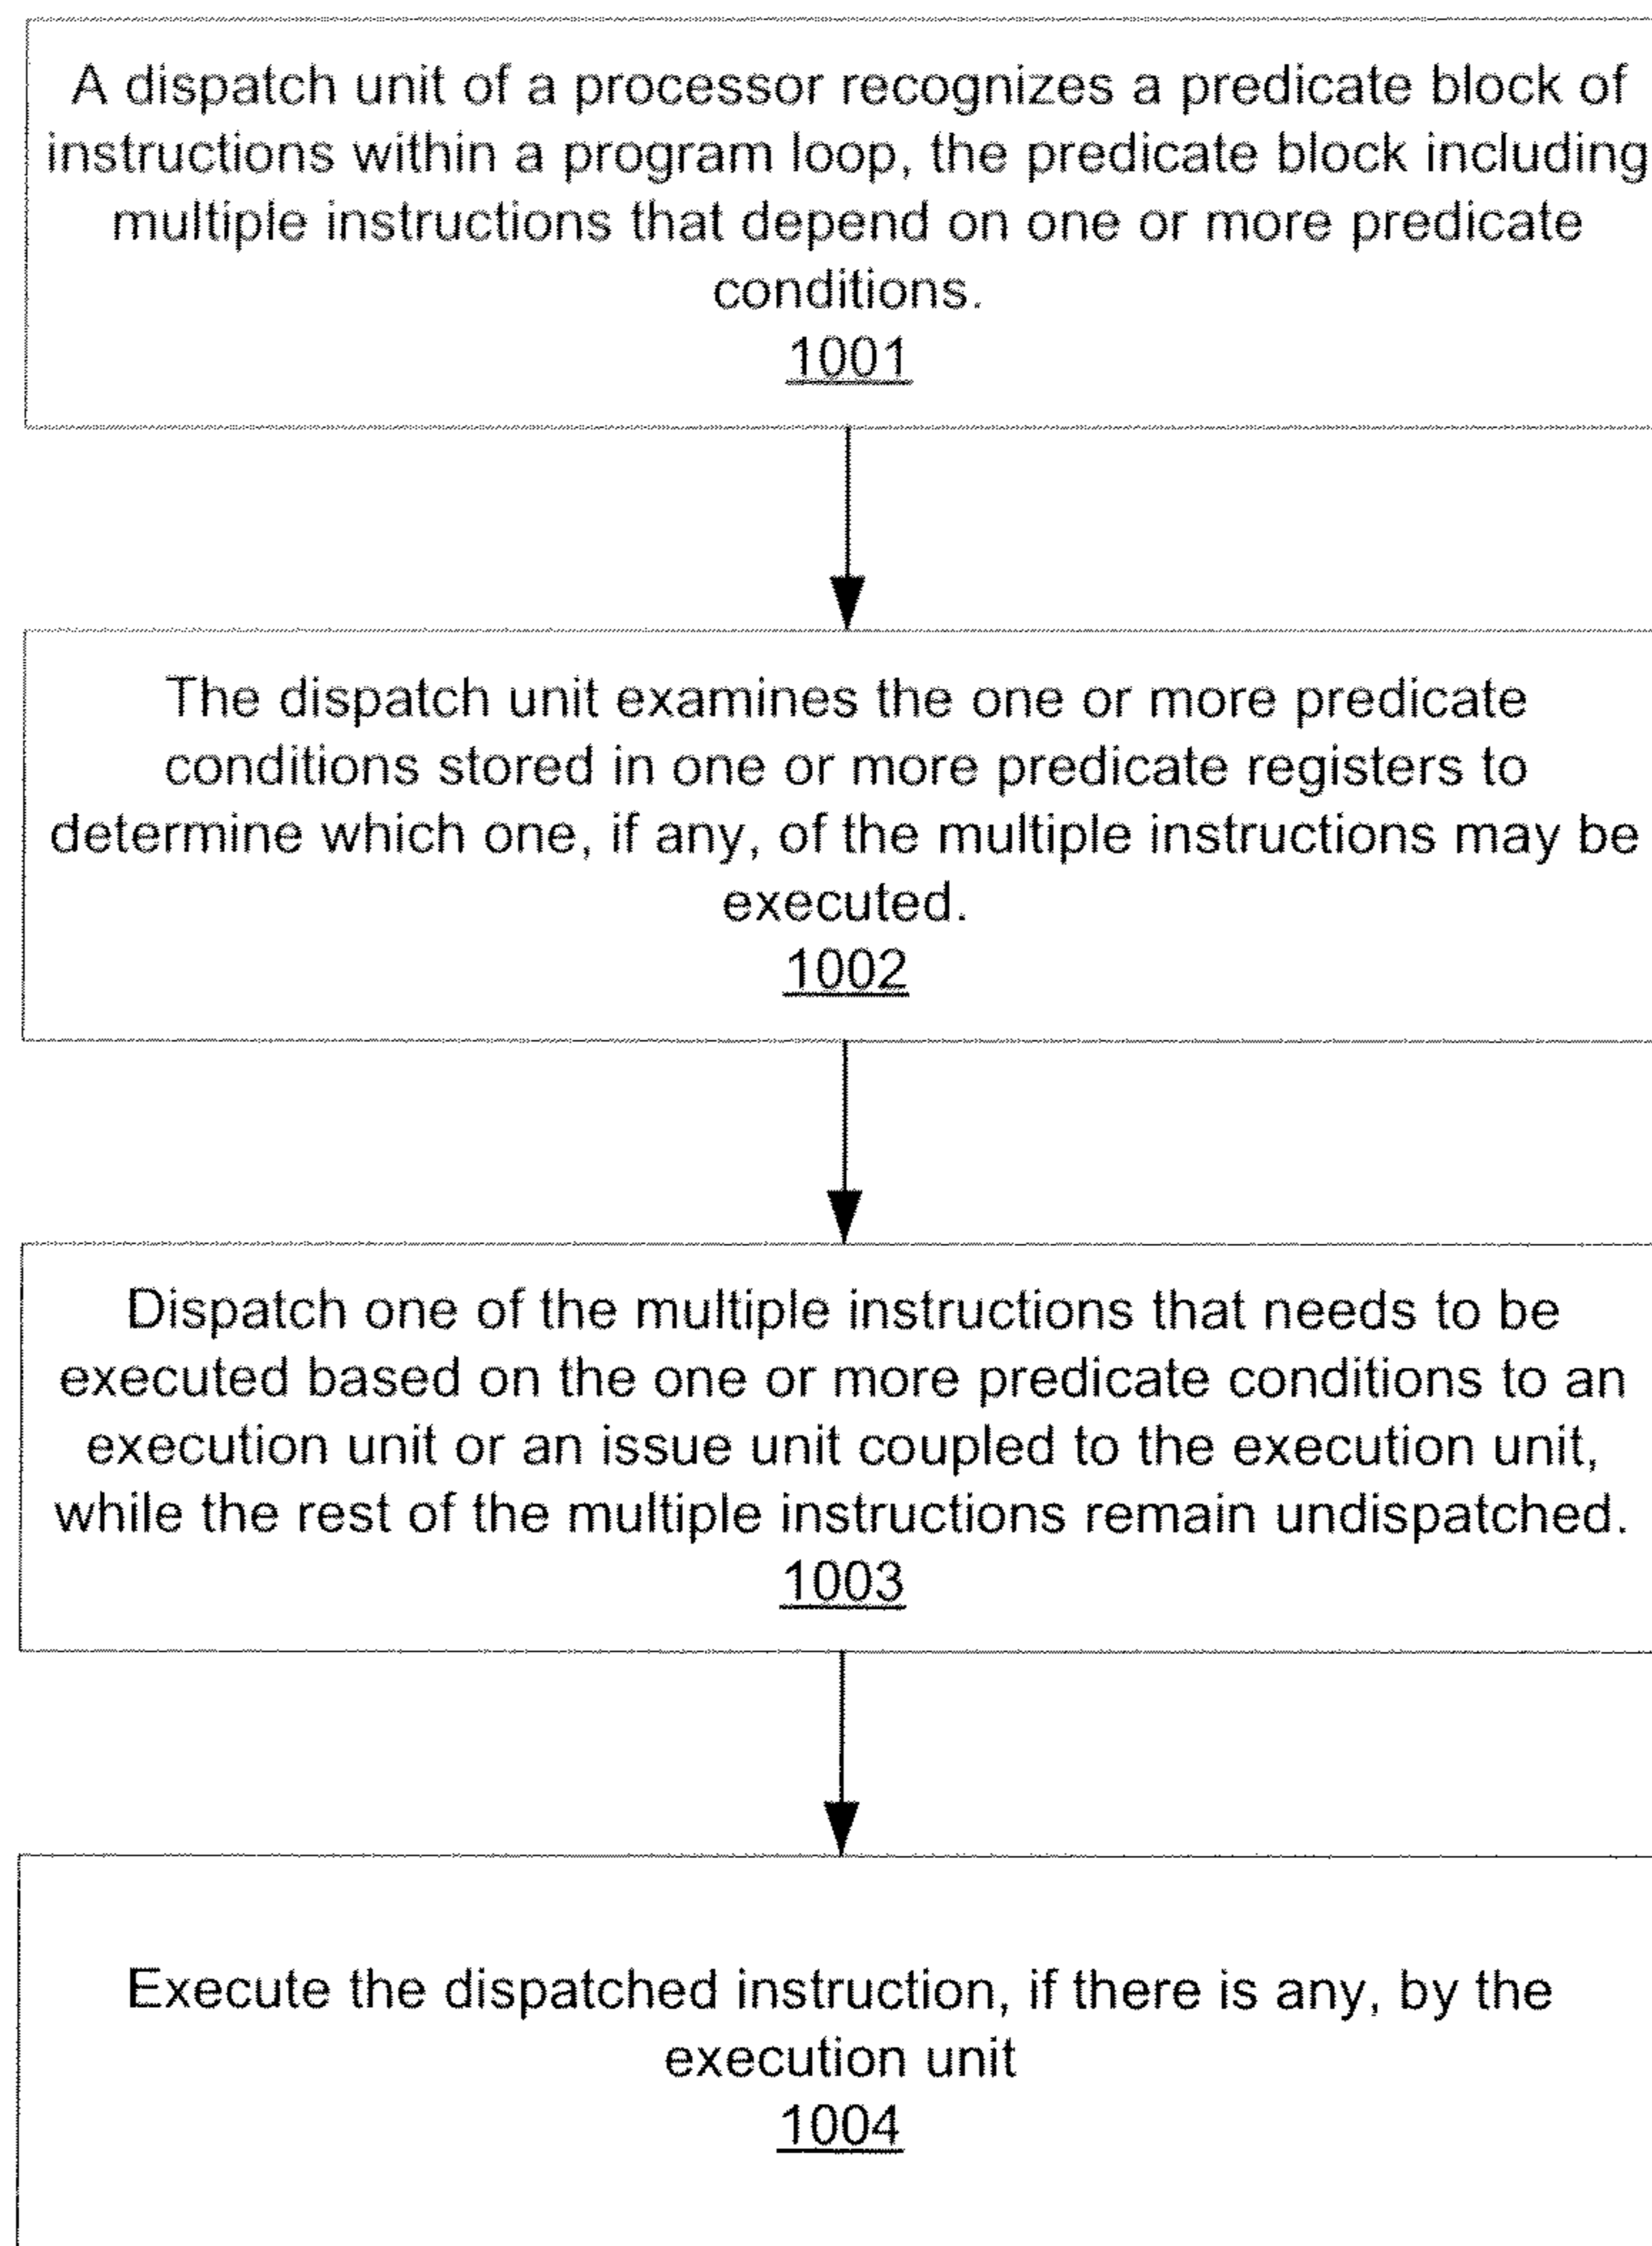 A dispatch unit of a processor recognizes a predicate block of
instructions within a program loop, the predicate block including
multiple instructions that depend on one or more predicate
conditions.
1001
The dispatch unit examines the one or more predicate
conditions stored in one or more predicate registers to
determine which one, if any, of the multiple instructions may be
executed.
1002
Dispatch one of the multiple instructions that needs to be
executed based on the one or more predicate conditions to an
execution unit or an issue unit coupled to the execution unit,
while the rest of the multiple instructions remain undispatched.
1003
Execute the dispatched instruction, if there is any, by the
execution unit
1004